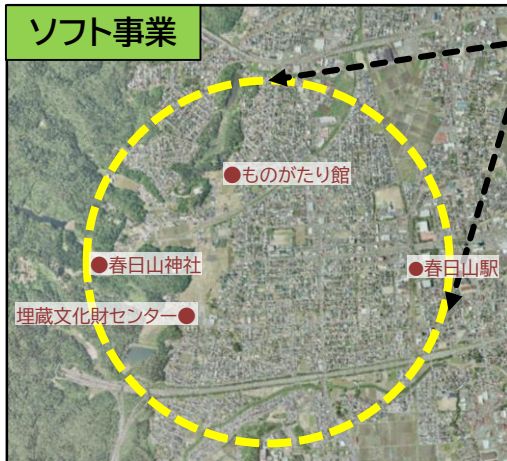 ソフト事業
●ものがたり館
●春日山神社
●春日山駅
埋蔵文化財センター●